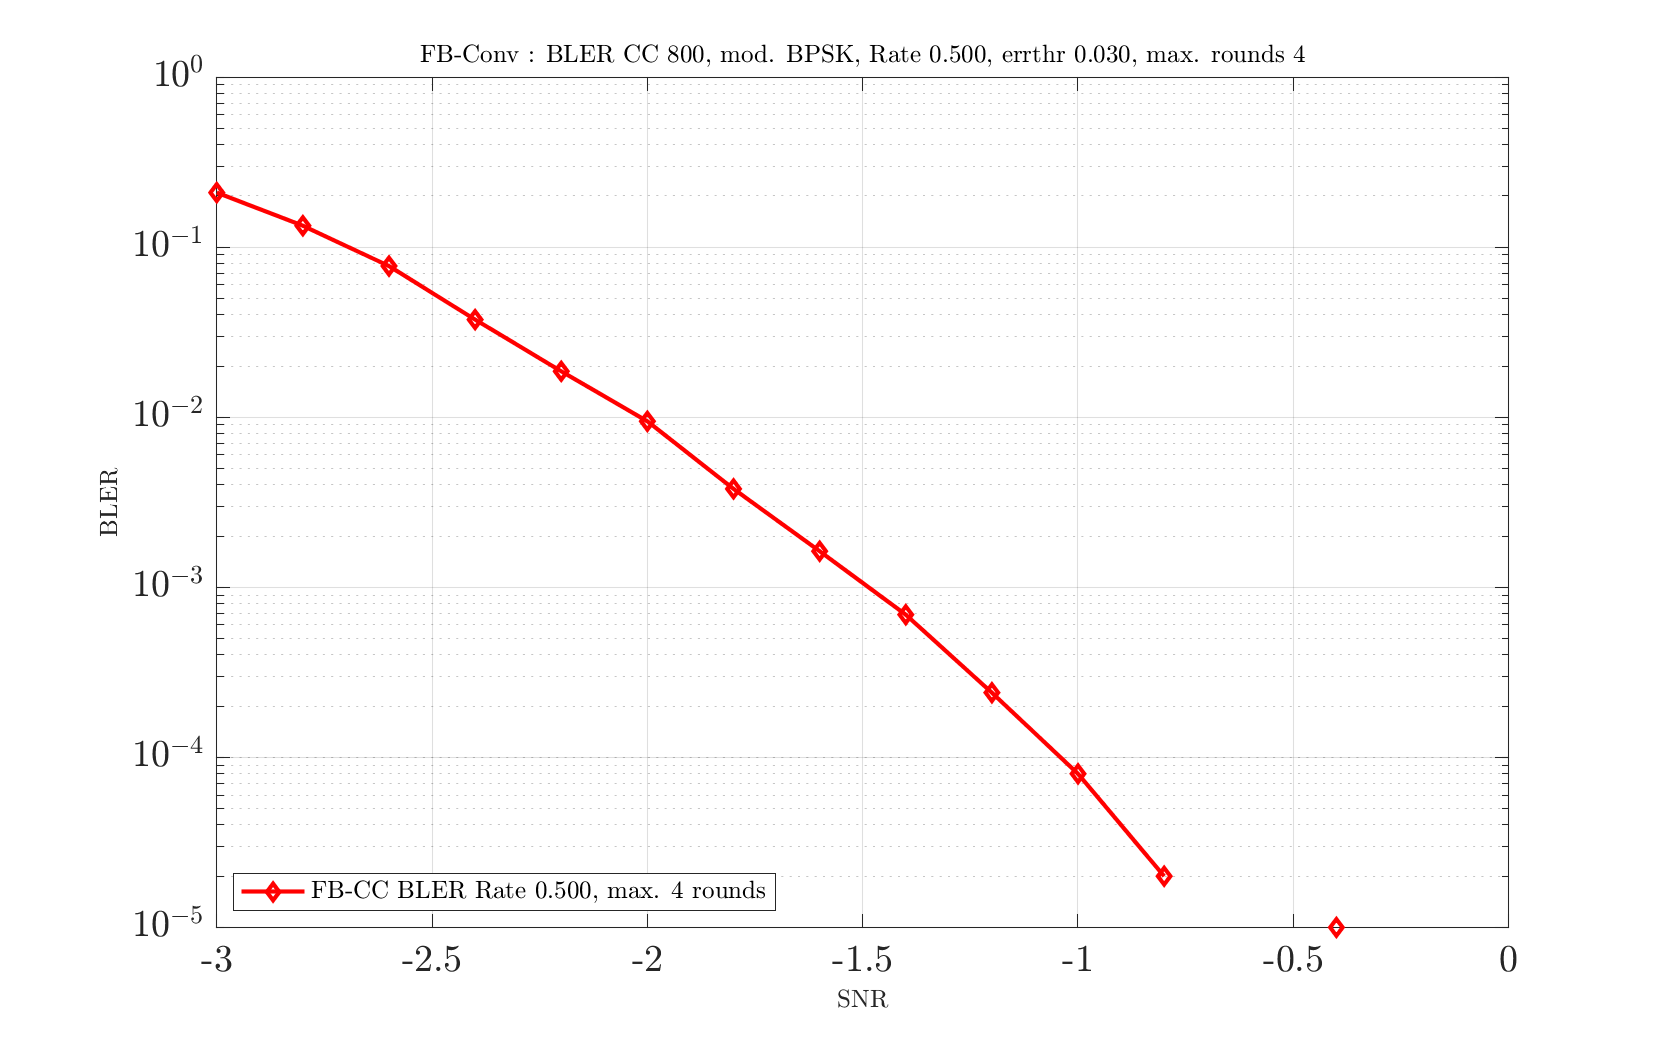 FB-Conv : BLER CC 800, mod. BPSK, Rate 0.500, errthr 0.030, max. rounds 4
10^0
10^-1
10^-2
10^-3
10^-4
10^-5
BLER
FB-CC BLER Rate 0.500, max. 4 rounds
-3 -2.5 -2 -1.5 -1 -0.5 0
SNR